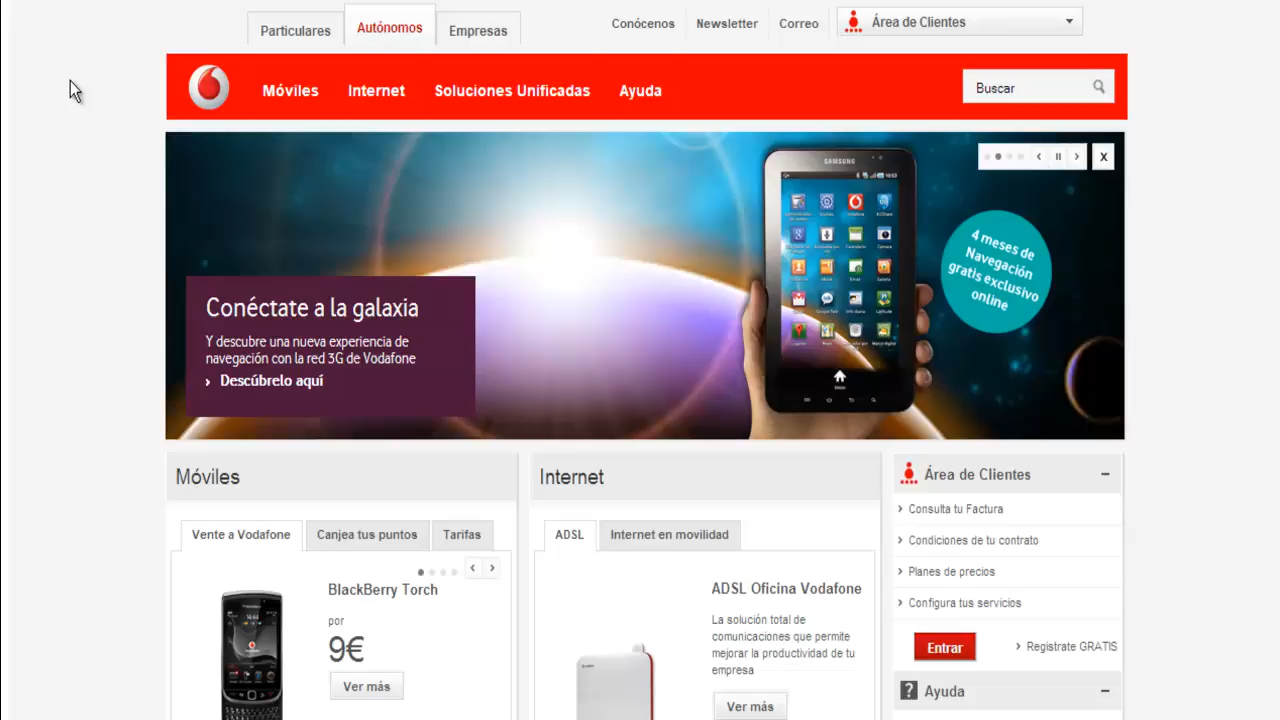 Particulares
Autónomos
Empresas
Conócenos
Newsletter
Correo
Área de Clientes
Móviles
Internet
Soluciones Unificadas
Ayuda
Buscar
SAMSUNG
4 meses de
Navegación
gratis exclusivo
online
Conéctate a la galaxia
Y descubre una nueva experiencia de
navegación con la red 3G de Vodafone
Descúbrelo aquí
Móviles
Vente a Vodafone
Canjea tus puntos
Tarifas
BlackBerry Torch
por
9€
Ver más
Internet
ADSL
Internet en movilidad
ADSL Oficina Vodafone
La solución total de
comunicaciones que permite
mejorar la productividad de tu
empresa
Ver más
Área de Clientes
Consulta tu Factura
Condiciones de tu contrato
Planes de precios
Configura tus servicios
Entrar
Registrate GRATIS
Ayuda